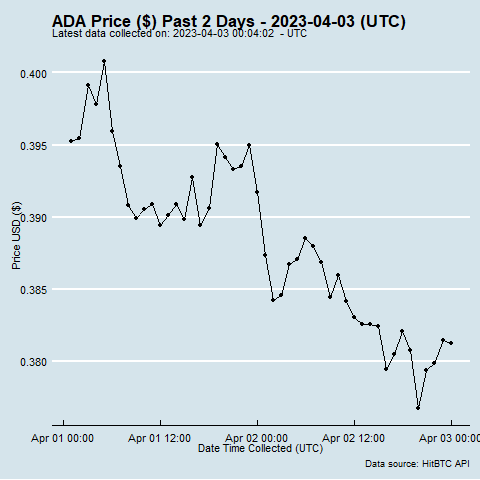 ADA Price ($) Past 2 Days - 2023-04-03 (UTC)
Latest data collected on: 2023-04-03 00:04:02  - UTC
0.400
0.395
0.390
0.385
0.380
Price USD ($)
Apr 01 00:00
Apr 01 12:00
Apr 02 00:00
Apr 02 12:00
Apr 03 00:00
Date Time Collected (UTC)
Data source: HitBTC API